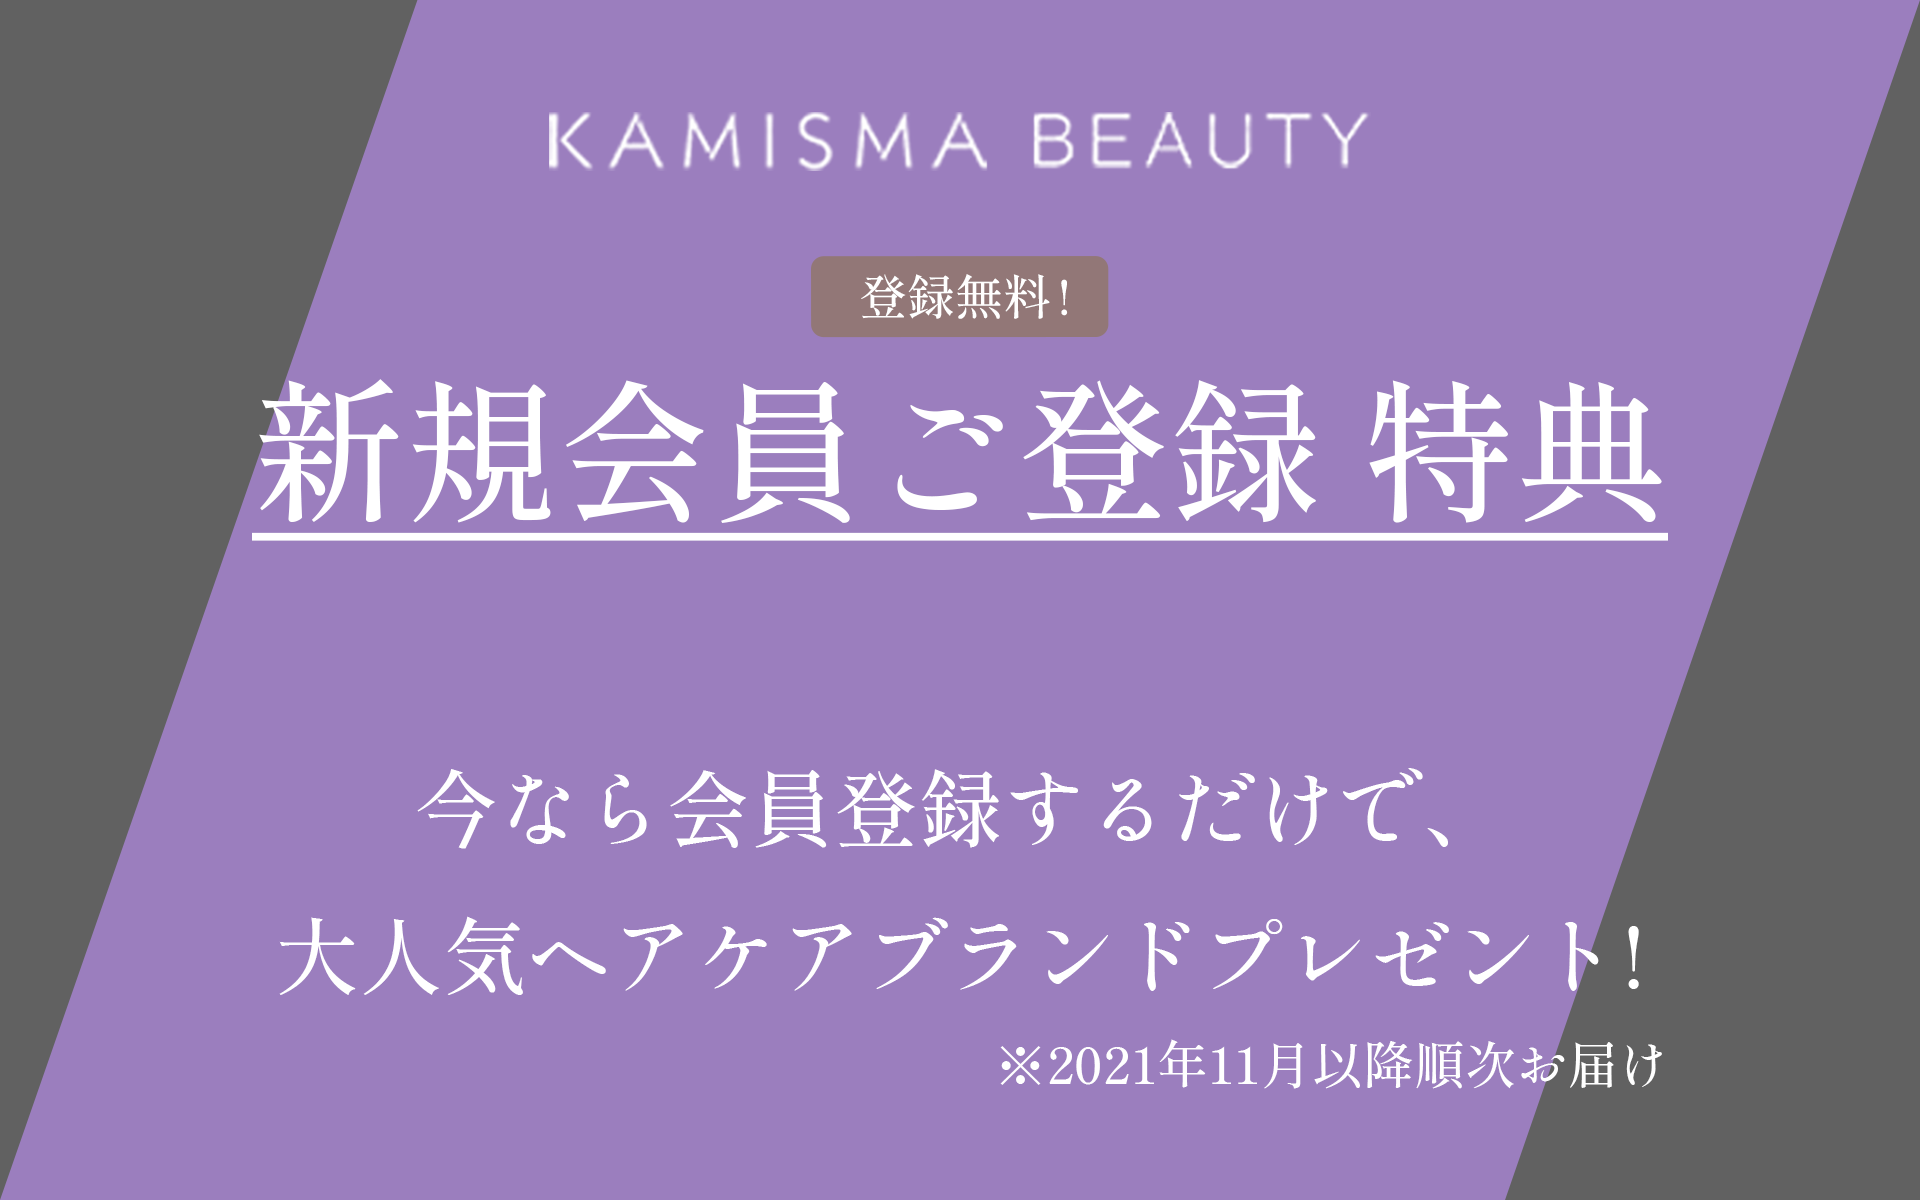 KAMISMA BEAUTY
登録無料！
新規会員 ご登録 特典
今なら会員登録するだけで、
大人気ヘアケアブランドプレゼント！
※2021年11月以降順次お届け